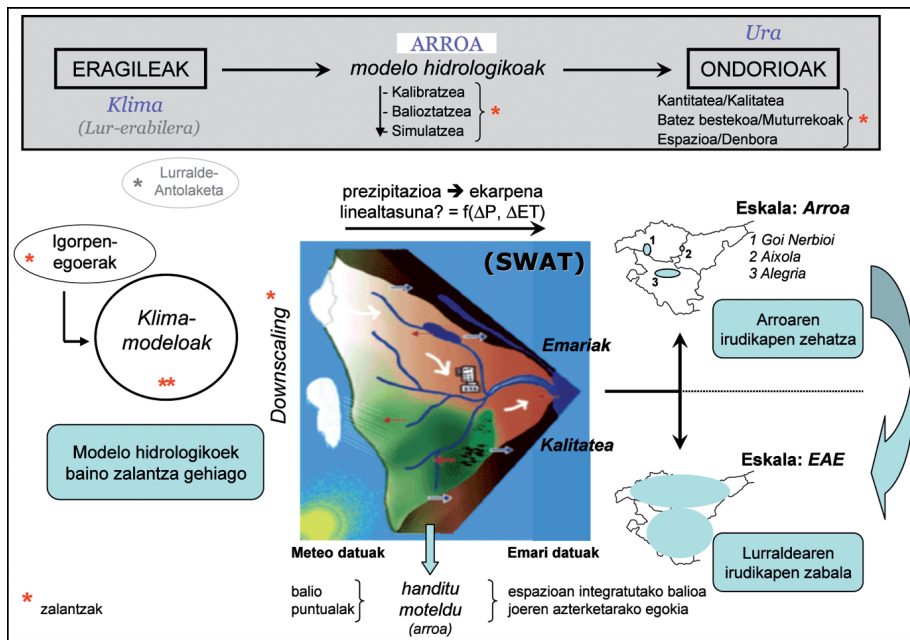 ERAGILEAK
Klima
(Lur-erabilera)
ARROA
modelo hidrologikoak
- Kalibratzea
- Balioztatzea
- Simulatzea
*
Ura
ONDORIOAK
Kantitatea/Kalitatea
Batez bestekoa/Muturrekoak
Espazioa/Denbora
*
* Lurralde-
Antolaketa
Igorpen-
* egoerak
Klima-
modeloak
**
Modelo hidrologikoek
baino zalantza gehiago
* zalantzak
* Downscaling
prezipitazioa ➔ ekarpena
linealtasuna? = f(ΔP, ΔET)
(SWAT)
Emariak
Kalitatea
Meteo datuak
Emari datuak
balio
puntualak
handitu
moteldu
(arroa)
espazioan integratutako balioa
joeren azterketarako egokia
Eskala: Arroa
1
2
3
1 Goi Nerbioi
2 Aixola
3 Alegria
Arroaren
irudikapen zehatza
Eskala: EAE
Lurraldearen
irudikapen zabala